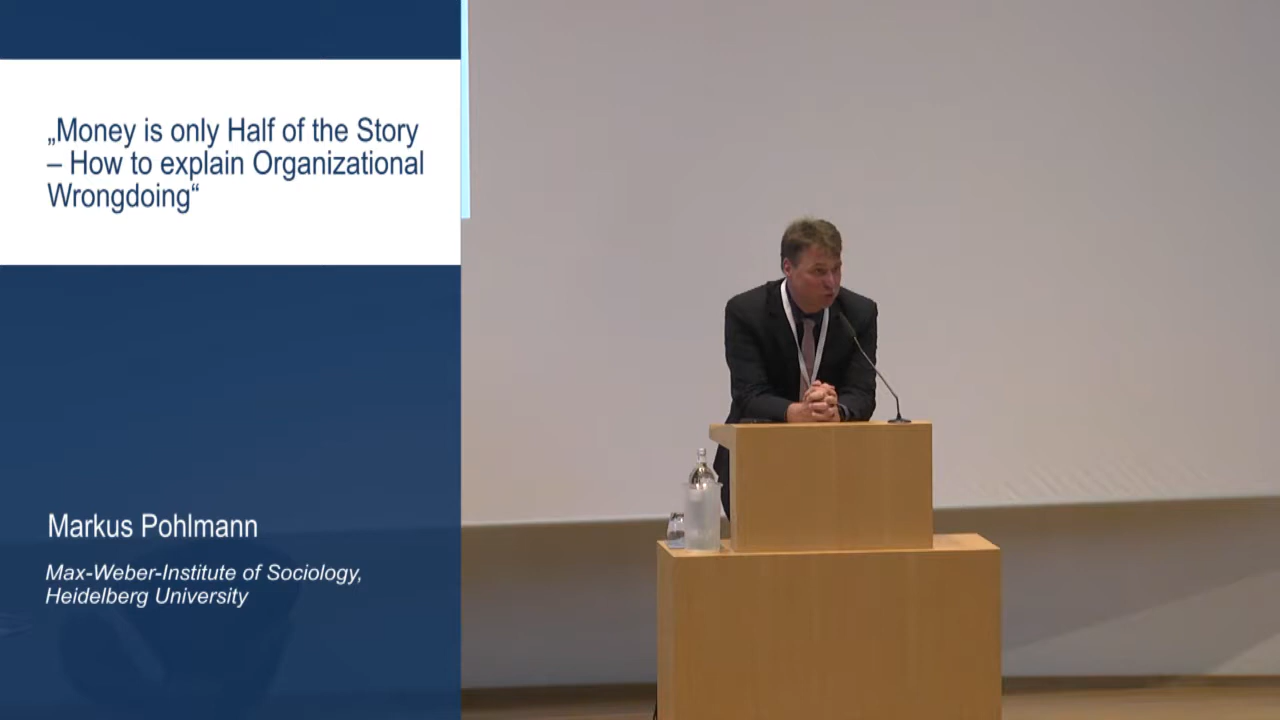 „Money is only Half of the Story
– How to explain Organizational
Wrongdoing“
Markus Pohlmann
Max-Weber-Institute of Sociology,
Heidelberg University